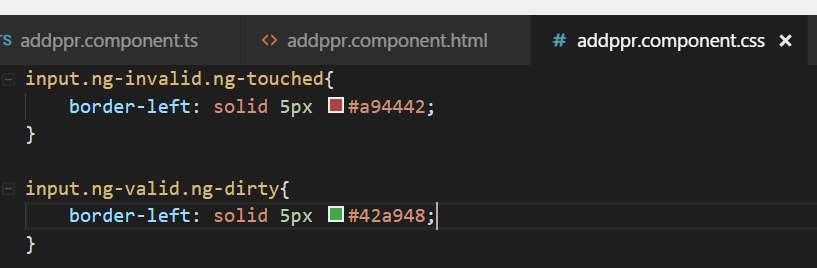 TS addppr.component.ts <> addppr.component.html # addppr.component.css ×
input.ng-invalid.ng-touched{
border-left: solid 5px #a94442;
}
input.ng-valid.ng-dirty{
border-left: solid 5px #42a948;
}